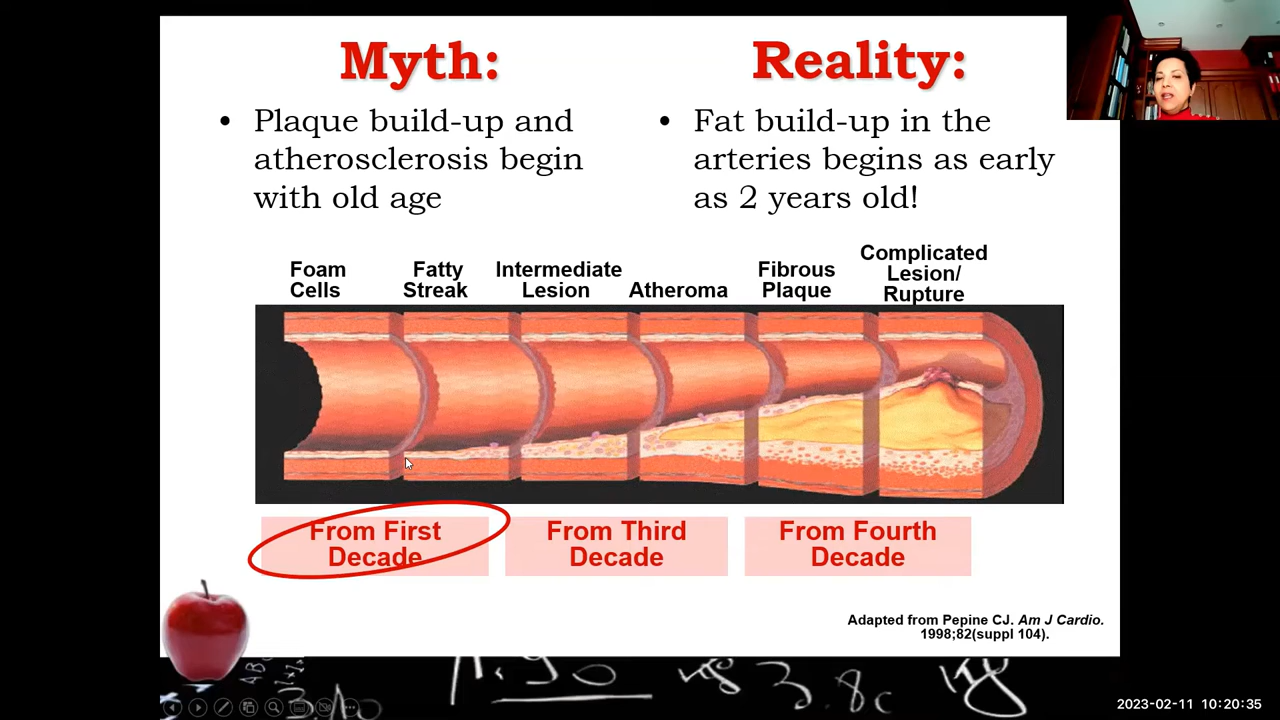 Myth:
Reality:
• Plaque build-up and
atherosclerosis begin
with old age
• Fat build-up in the
arteries begins as early
as 2 years old!
Foam
Cells
Fatty
Streak
Intermediate
Lesion
Atheroma
Fibrous
Plaque
Complicated
Lesion/
Rupture
From First
Decade
From Third
Decade
From Fourth
Decade
Adapted from Pepine CJ. Am J Cardio.
1998;82(suppl 104).
2023-02-11 10:20:35